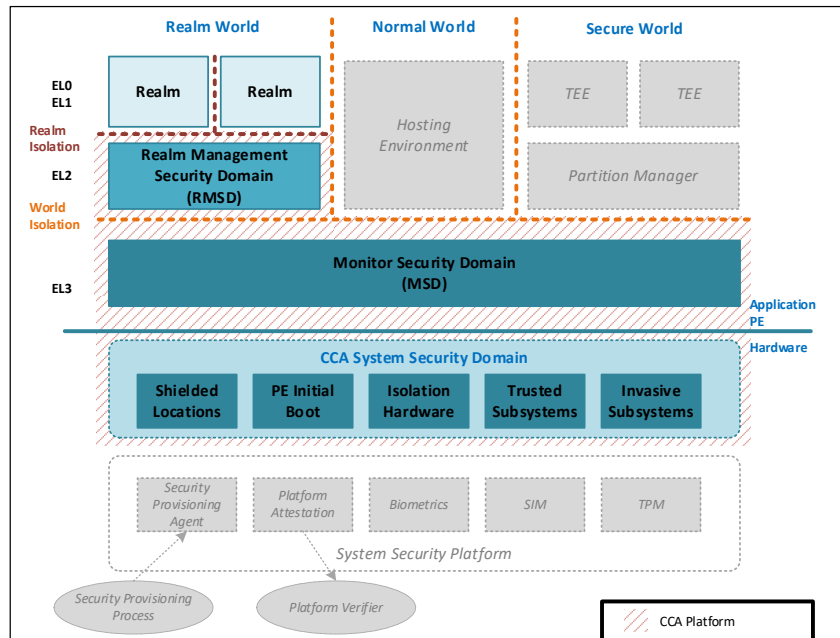 Realm World
Normal World
Secure World
EL0
EL1
Realm
Realm
Hosting
Environment
TEE
TEE
Realm
Isolation
EL2
Realm Management
Security Domain
(RMSD)
Partition Manager
World
Isolation
EL3
Monitor Security Domain
(MSD)
Application
PE
Hardware
CCA System Security Domain
Shielded
Locations
PE Initial
Boot
Isolation
Hardware
Trusted
Subsystems
Invasive
Subsystems
Security
Provisioning
Agent
Platform
Attestation
Biometrics
SIM
TPM
System Security Platform
Security Provisioning
Process
Platform Verifier
CCA Platform